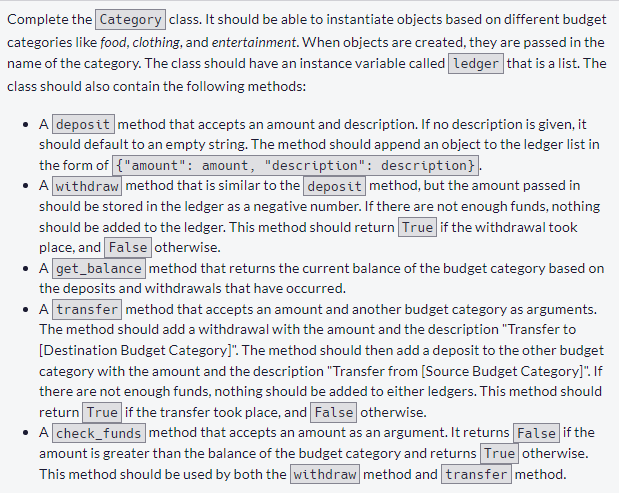 Complete the Category class. It should be able to instantiate objects based on different budget
categories like food, clothing, and entertainment. When objects are created, they are passed in the
name of the category. The class should have an instance variable called ledger that is a list. The
class should also contain the following methods:
• A deposit method that accepts an amount and description. If no description is given, it
should default to an empty string. The method should append an object to the ledger list in
the form of {"amount": amount, "description": description}.
• A withdraw method that is similar to the deposit method, but the amount passed in
should be stored in the ledger as a negative number. If there are not enough funds, nothing
should be added to the ledger. This method should return True if the withdrawal took
place, and False otherwise.
• A get_balance method that returns the current balance of the budget category based on
the deposits and withdrawals that have occurred.
• A transfer method that accepts an amount and another budget category as arguments.
The method should add a withdrawal with the amount and the description "Transfer to
[Destination Budget Category]". The method should then add a deposit to the other budget
category with the amount and the description "Transfer from [Source Budget Category]". If
there are not enough funds, nothing should be added to either ledgers. This method should
return True if the transfer took place, and False otherwise.
• A check_funds method that accepts an amount as an argument. It returns False if the
amount is greater than the balance of the budget category and returns True otherwise.
This method should be used by both the withdraw method and transfer method.